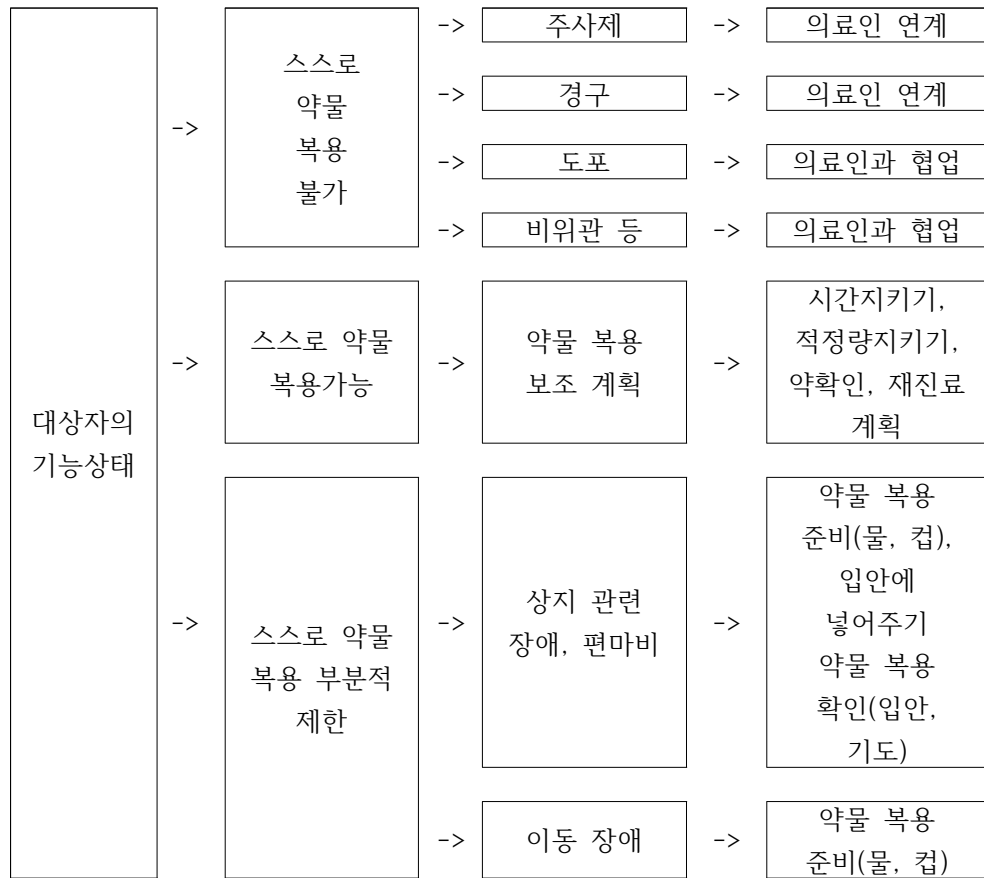 대상자의
기능상태
->
스스로
약물
복용
불가
->
주사제
->
의료인 연계
->
경구
->
의료인 연계
->
도포
->
의료인과 협업
->
비위관 등
->
의료인과 협업
->
스스로 약물
복용가능
->
약물 복용
보조 계획
->
시간지키기,
적정량지키기,
약확인, 재진료
계획
->
스스로 약물
복용 부분적
제한
->
상지 관련
장애, 편마비
->
약물 복용
준비(물, 컵),
입안에
넣어주기
약물 복용
확인(입안,
기도)
->
이동 장애
->
약물 복용
준비(물, 컵)